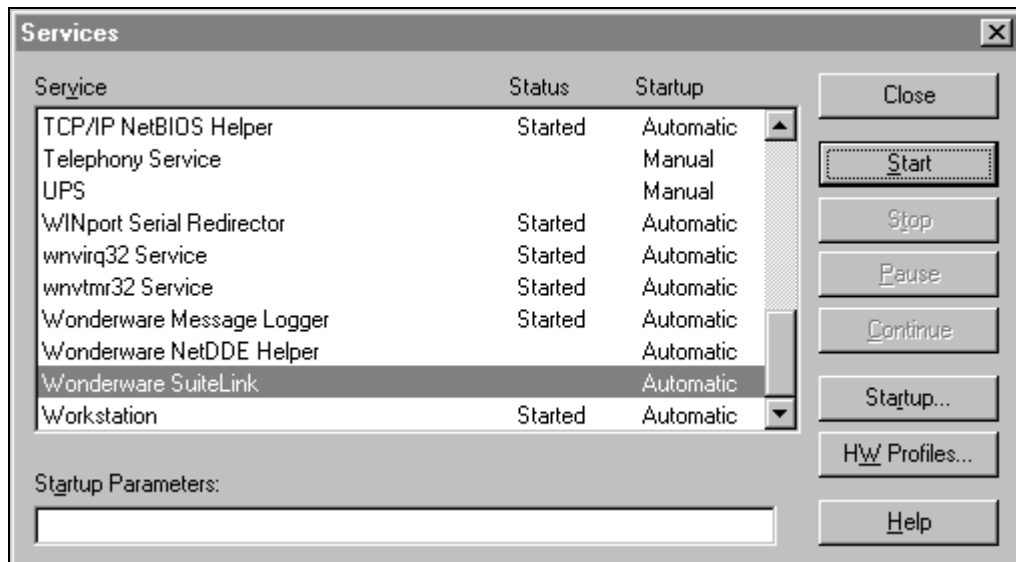 Services
Service Status Startup
TCP/IP NetBIOS Helper Started Automatic
Telephony Service Manual
UPS Manual
WINport Serial Redirector Started Automatic
wnvirq32 Service Started Automatic
wnvtmr32 Service Started Automatic
Wonderware Message Logger Started Automatic
Wonderware NetDDE Helper Automatic
Wonderware SuiteLink Automatic
Workstation Started Automatic
Startup Parameters:
Close
Start
Stop
Pause
Continue
Startup...
HW Profiles...
Help